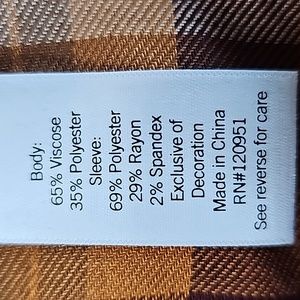 Body:
65% Viscose
35% Polyester
Sleeve:
69% Polyester
29% Rayon
2% Spandex
Exclusive of
Decoration
Made in China
RN#120951
See reverse for care